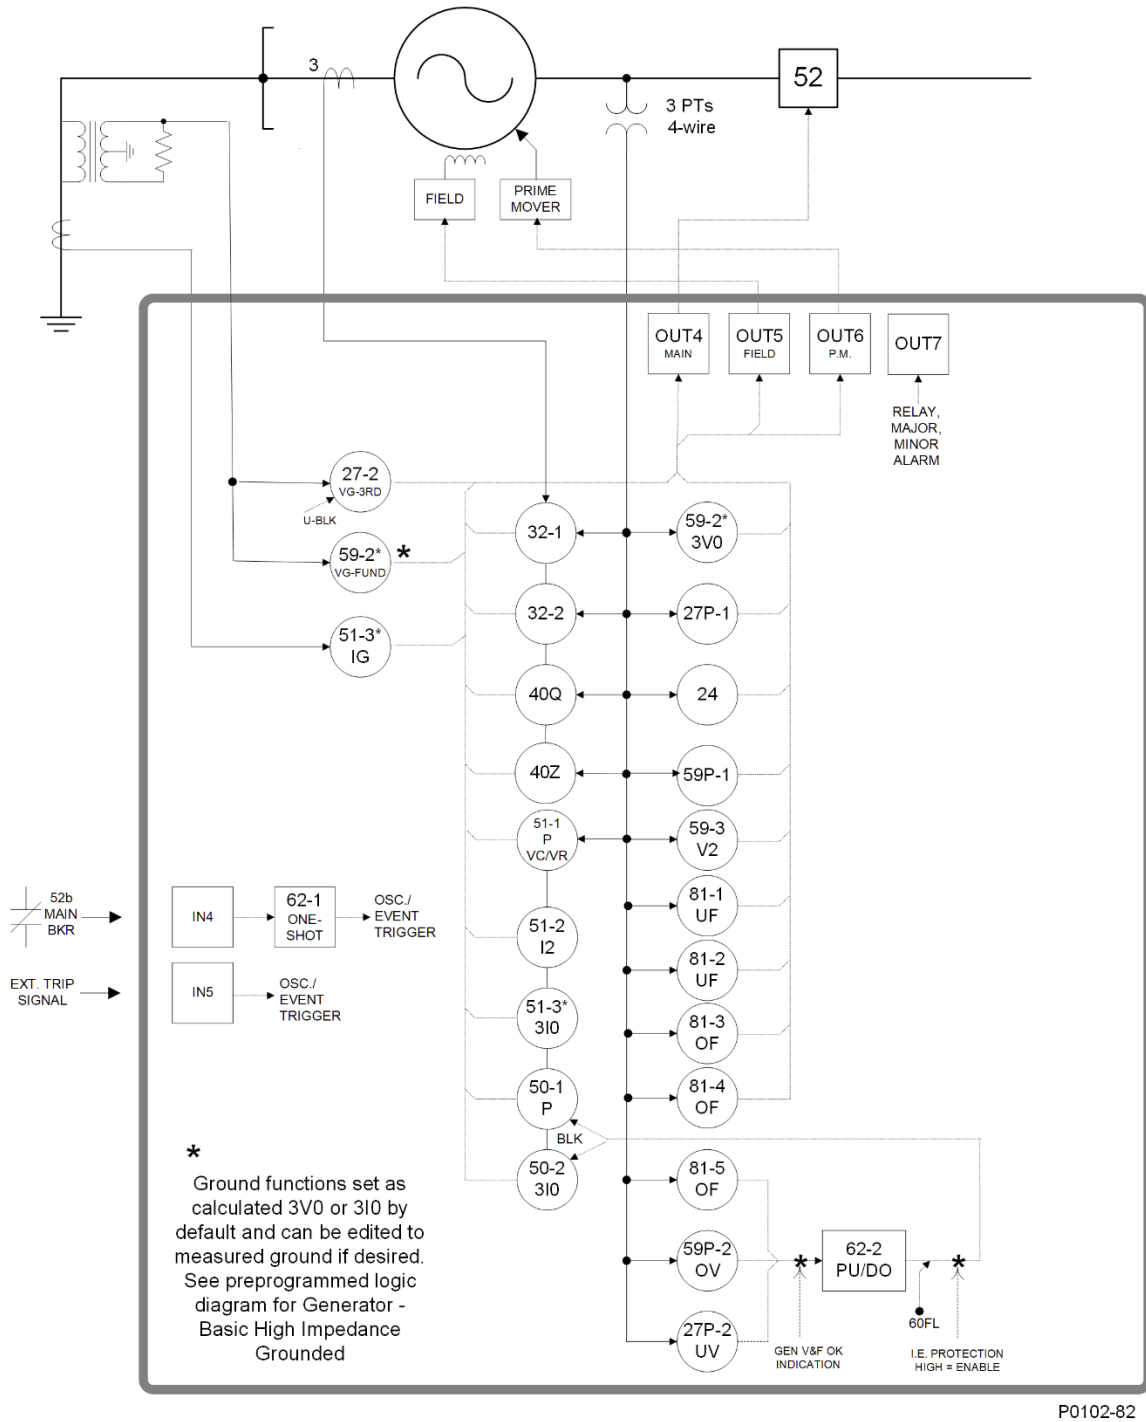 3
52
3 PTs
4-wire
FIELD
PRIME
MOVER
OUT4
MAIN
OUT5
FIELD
OUT6
P.M.
OUT7
RELAY,
MAJOR,
MINOR
ALARM
27-2
VG-3RD
U-BLK
32-1
59-2*
3V0
59-2*
VG-FUND
*
32-2
27P-1
51-3*
IG
40Q
24
40Z
59P-1
51-1
P
VC/VR
59-3
V2
52b
MAIN
BKR
IN4
62-1
ONE-
SHOT
OSC./
EVENT
TRIGGER
81-1
UF
51-2
I2
81-2
UF
EXT. TRIP
SIGNAL
IN5
OSC./
EVENT
TRIGGER
51-3*
3I0
81-3
OF
50-1
P
81-4
OF
BLK
50-2
3I0
81-5
OF
*
Ground functions set as
calculated 3V0 or 3I0 by
default and can be edited to
measured ground if desired.
See preprogrammed logic
diagram for Generator -
Basic High Impedance
Grounded
59P-2
OV
*
62-2
PU/DO
*
60FL
27P-2
UV
GEN V&F OK
INDICATION
I.E. PROTECTION
HIGH = ENABLE
P0102-82